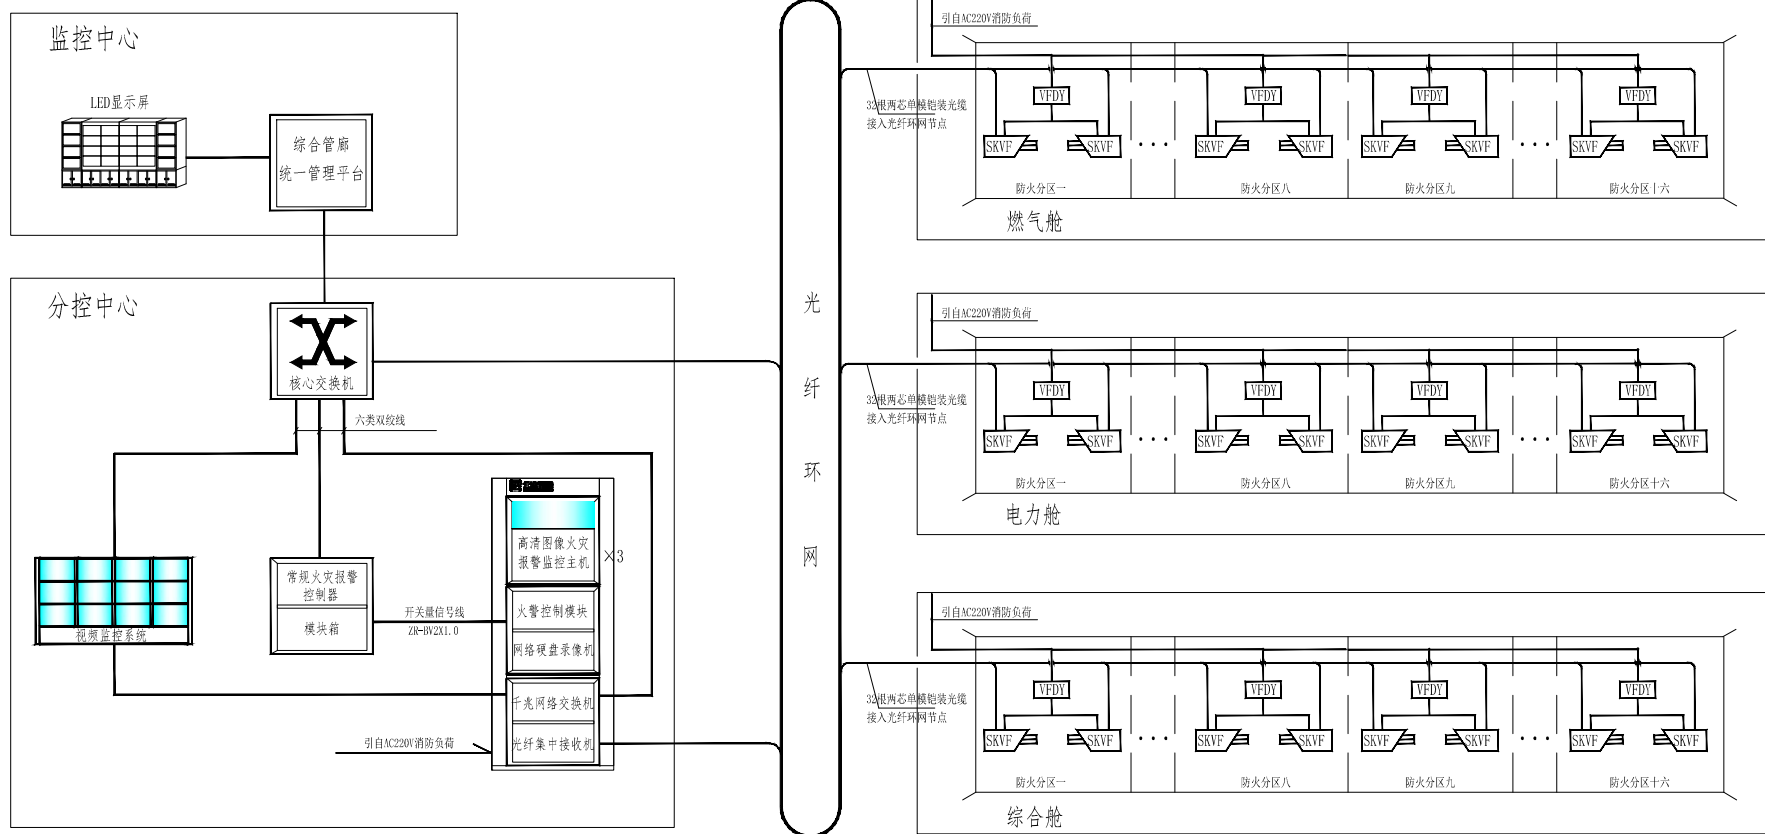 监控中心
LED显示屏
综合管廊
统一管理平台
分控中心
核心交换机
六类双绞线
视频监控系统
常规火灾报警
控制器
模块箱
开关量信号线
ZR-BV2X1.0
高清图像火灾
报警监控主机
×3
火警控制模块
网络硬盘录像机
千兆网络交换机
光纤集中接收机
引自AC220V消防负荷
光
纤
环
网
引自AC220V消防负荷
32根两芯单模铠装光缆
接入光纤环网节点
VFDY VFDY VFDY VFDY
SKVF SKVF ··· SKVF SKVF SKVF SKVF ··· SKVF SKVF
防火分区一 防火分区八 防火分区九 防火分区十六
燃气舱
引自AC220V消防负荷
32根两芯单模铠装光缆
接入光纤环网节点
VFDY VFDY VFDY VFDY
SKVF SKVF ··· SKVF SKVF SKVF SKVF ··· SKVF SKVF
防火分区一 防火分区八 防火分区九 防火分区十六
电力舱
引自AC220V消防负荷
32根两芯单模铠装光缆
接入光纤环网节点
VFDY VFDY VFDY VFDY
SKVF SKVF ··· SKVF SKVF SKVF SKVF ··· SKVF SKVF
防火分区一 防火分区八 防火分区九 防火分区十六
综合舱